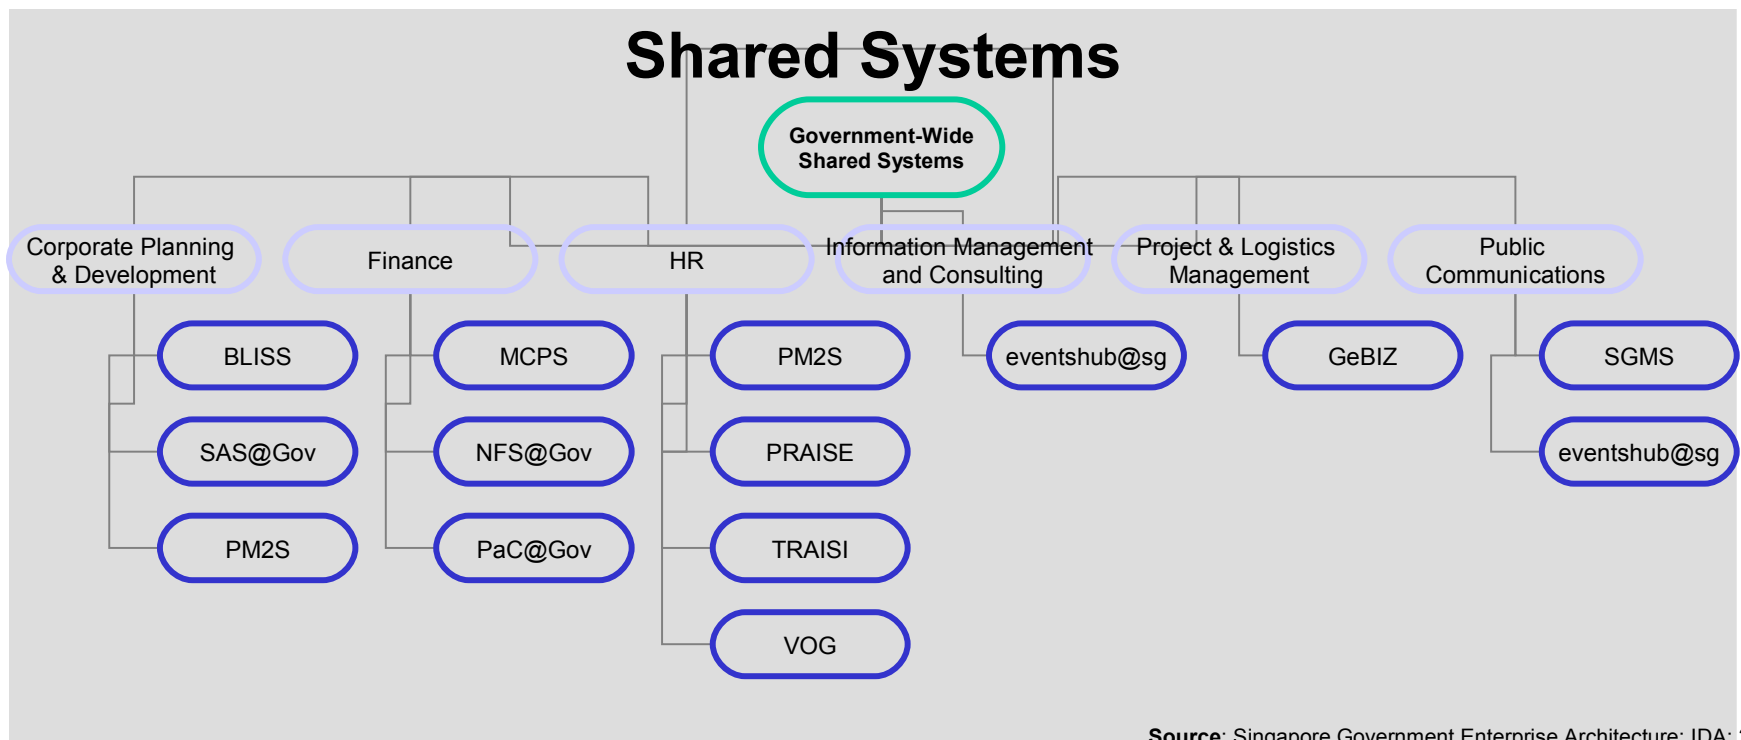 Shared Systems
Government-Wide
Shared Systems
Corporate Planning
& Development
Finance
HR
Information Management
and Consulting
Project & Logistics
Management
Public
Communications
BLISS
MCPS
PM2S
eventshub@sg
GeBIZ
SGMS
SAS@Gov
NFS@Gov
PRAISE
eventshub@sg
PM2S
PaC@Gov
TRAISI
VOG
Source: Singapore Government Enterprise Architecture: IDA: